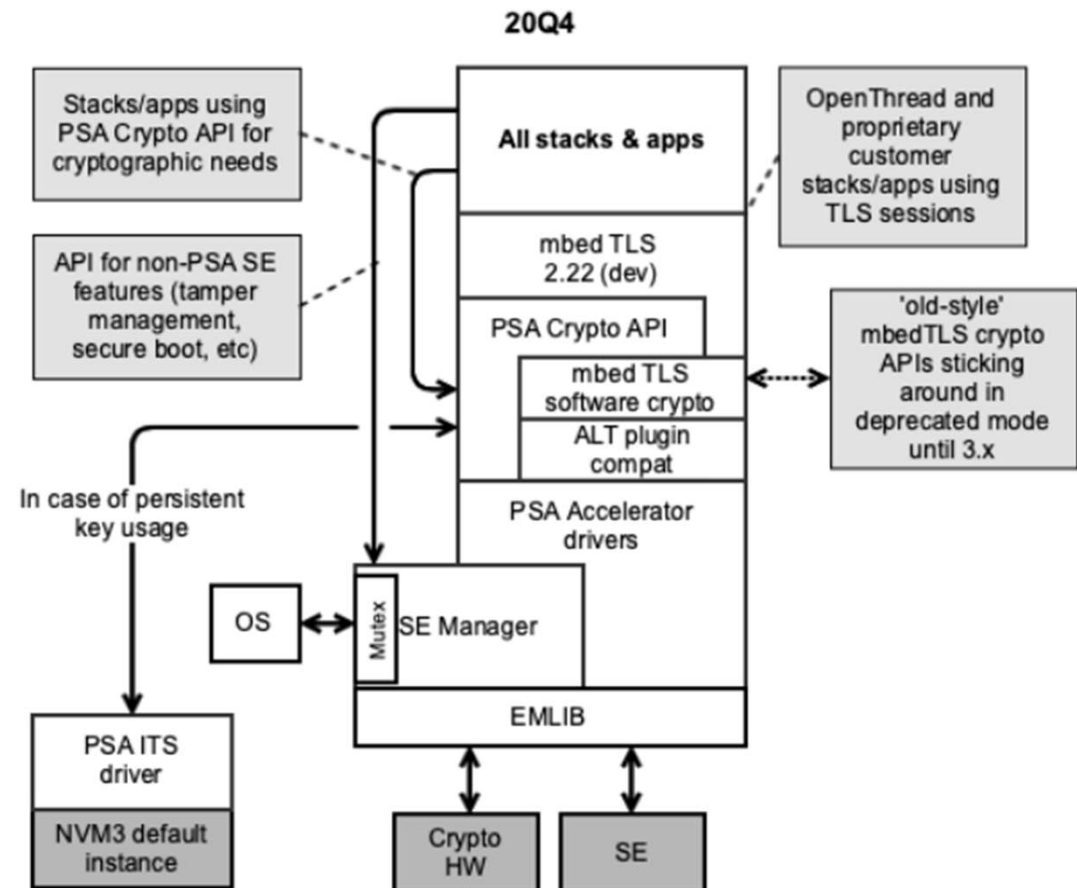 20Q4
Stacks/apps using
PSA Crypto API for
cryptographic needs
All stacks & apps
OpenThread and
proprietary
customer
stacks/apps using
TLS sessions
API for non-PSA SE
features (tamper
management,
secure boot, etc)
mbed TLS
2.22 (dev)
PSA Crypto API
mbed TLS
software crypto
ALT plugin
compat
'old-style'
mbedTLS crypto
APIs sticking
around in
deprecated mode
until 3.x
In case of persistent
key usage
PSA Accelerator
drivers
OS
Mutex
SE Manager
EMLIB
PSA ITS
driver
NVM3 default
instance
Crypto
HW
SE